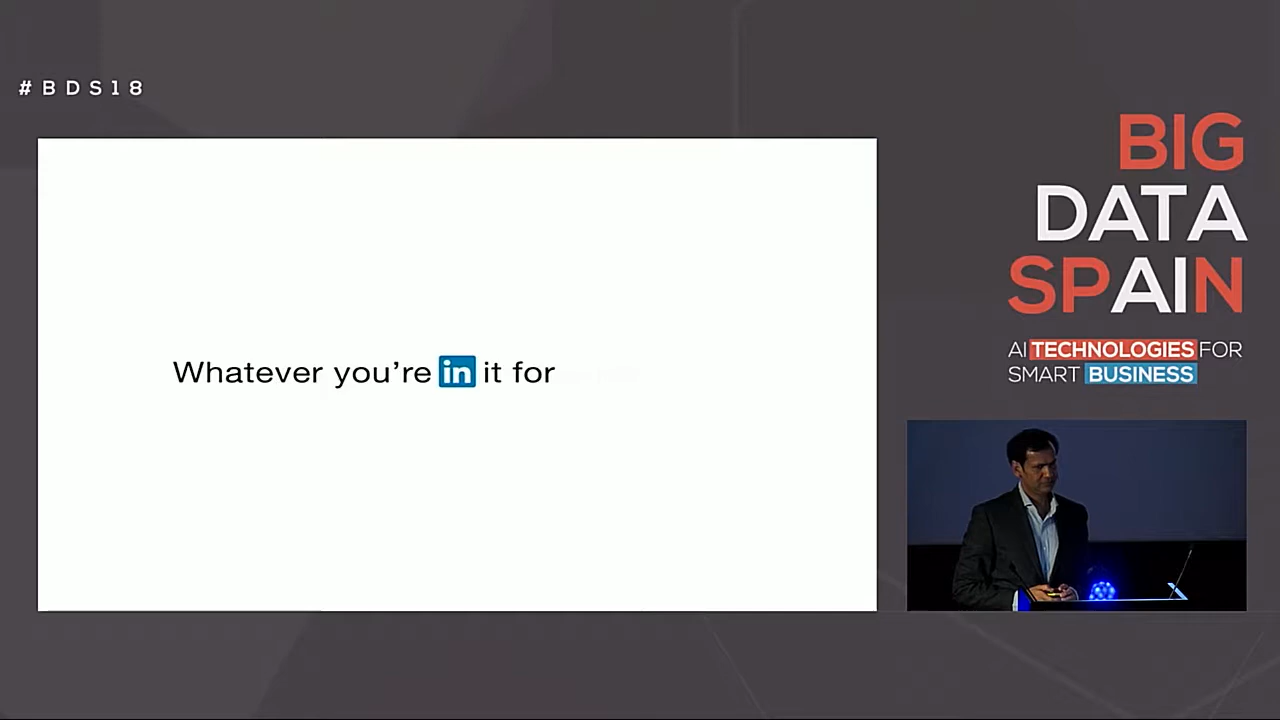 #BDS18
BIG
DATA
SPAIN
AI TECHNOLOGIES FOR
SMART BUSINESS
Whatever you're in it for